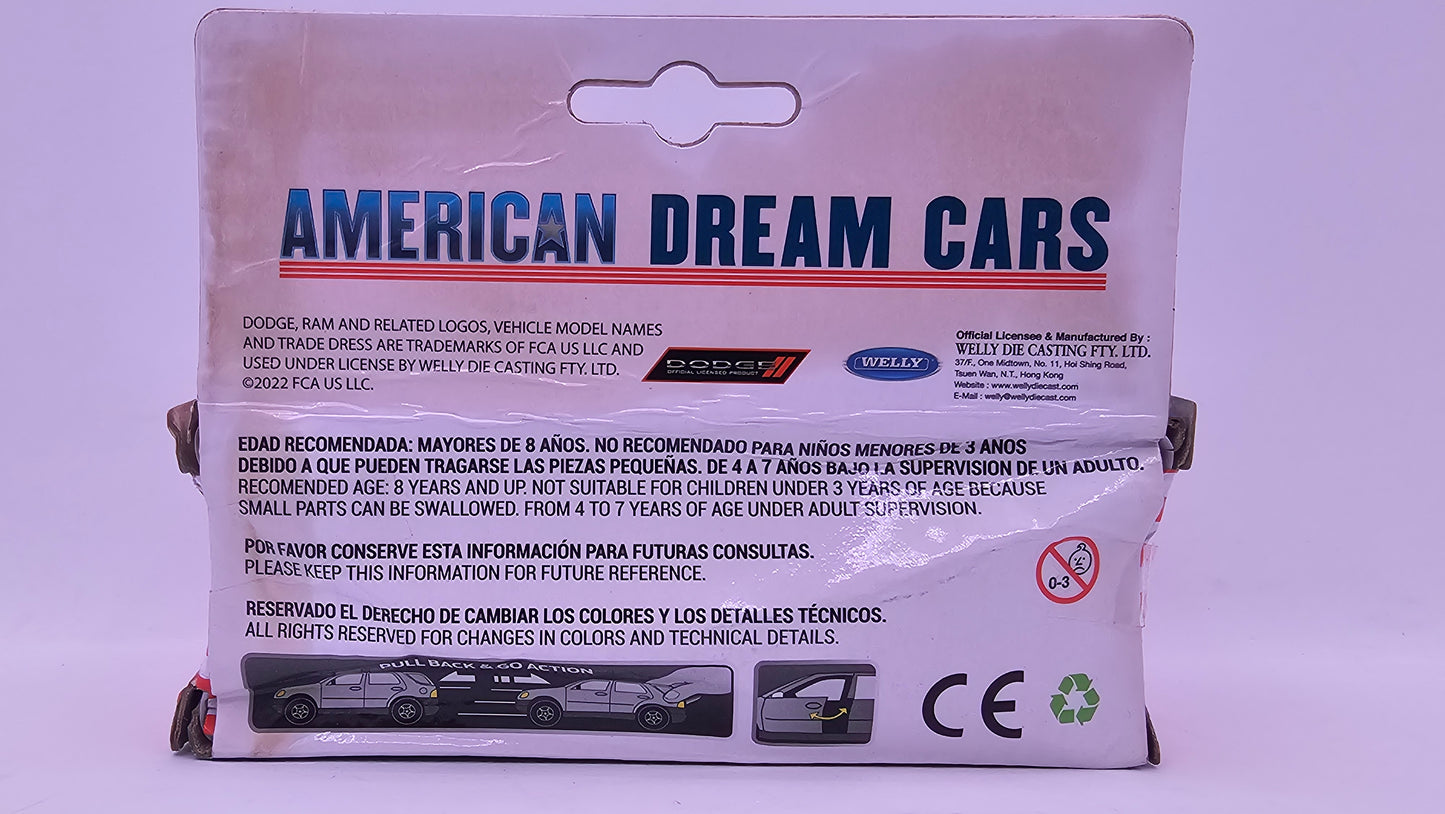 AMERICAN DREAM CARS
DODGE, RAM AND RELATED LOGOS, VEHICLE MODEL NAMES
AND TRADE DRESS ARE TRADEMARKS OF FCA US LLC AND
USED UNDER LICENSE BY WELLY DIE CASTING FTY. LTD.
©2022 FCA US LLC.
DODGE
OFFICIAL LICENSED PRODUCT
WELLY
Official Licensee & Manufactured By :
WELLY DIE CASTING FTY. LTD.
37/F., One Midtown, No. 11, Hoi Shing Road,
Tsuen Wan, N.T., Hong Kong
Website : www.wellydiecast.com
E-Mail : welly@wellydiecast.com
EDAD RECOMENDADA: MAYORES DE 8 AÑOS. NO RECOMENDADO PARA NIÑOS MENORES DE 3 AÑOS
DEBIDO A QUE PUEDEN TRAGARSE LAS PIEZAS PEQUEÑAS. DE 4 A 7 AÑOS BAJO LA SUPERVISION DE UN ADULTO.
RECOMENDED AGE: 8 YEARS AND UP. NOT SUITABLE FOR CHILDREN UNDER 3 YEARS OF AGE BECAUSE
SMALL PARTS CAN BE SWALLOWED. FROM 4 TO 7 YEARS OF AGE UNDER ADULT SUPERVISION.
POR FAVOR CONSERVE ESTA INFORMACIÓN PARA FUTURAS CONSULTAS.
PLEASE KEEP THIS INFORMATION FOR FUTURE REFERENCE.
0-3
RESERVADO EL DERECHO DE CAMBIAR LOS COLORES Y LOS DETALLES TÉCNICOS.
ALL RIGHTS RESERVED FOR CHANGES IN COLORS AND TECHNICAL DETAILS.
PULL BACK & GO ACTION
CE